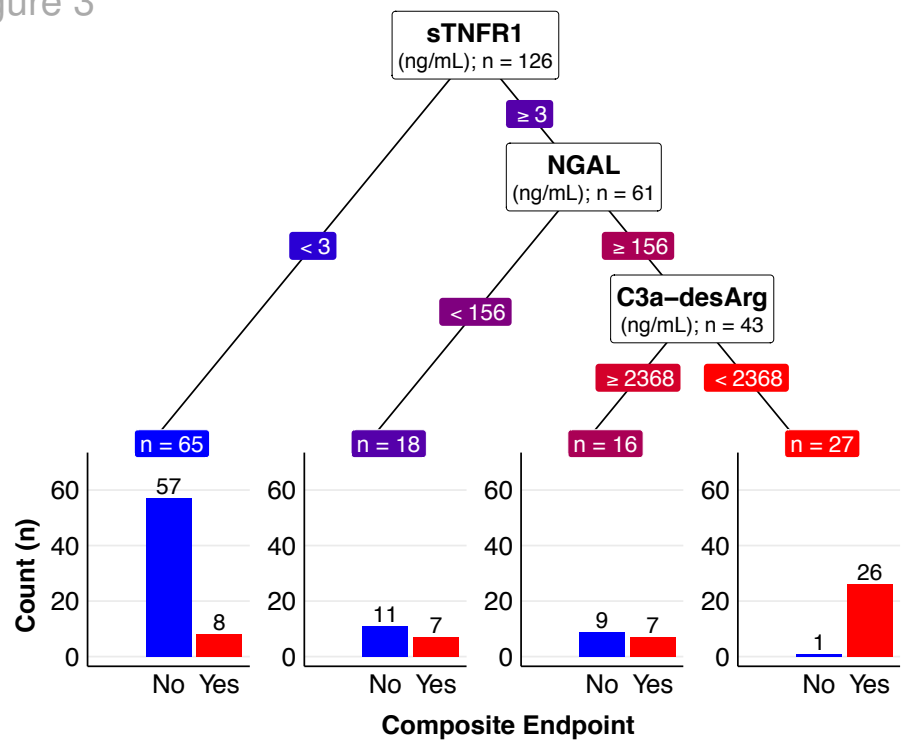 gure 3
sTNFR1
(ng/mL); n = 126
≥ 3
NGAL
(ng/mL); n = 61
< 3
≥ 156
C3a−desArg
(ng/mL); n = 43
< 156
≥ 2368
< 2368
n = 65
n = 18
n = 16
n = 27
Count (n)
60
40
20
0
57
8
No Yes
60
40
20
0
11
7
No Yes
60
40
20
0
9
7
No Yes
60
40
20
0
1
26
No Yes
Composite Endpoint